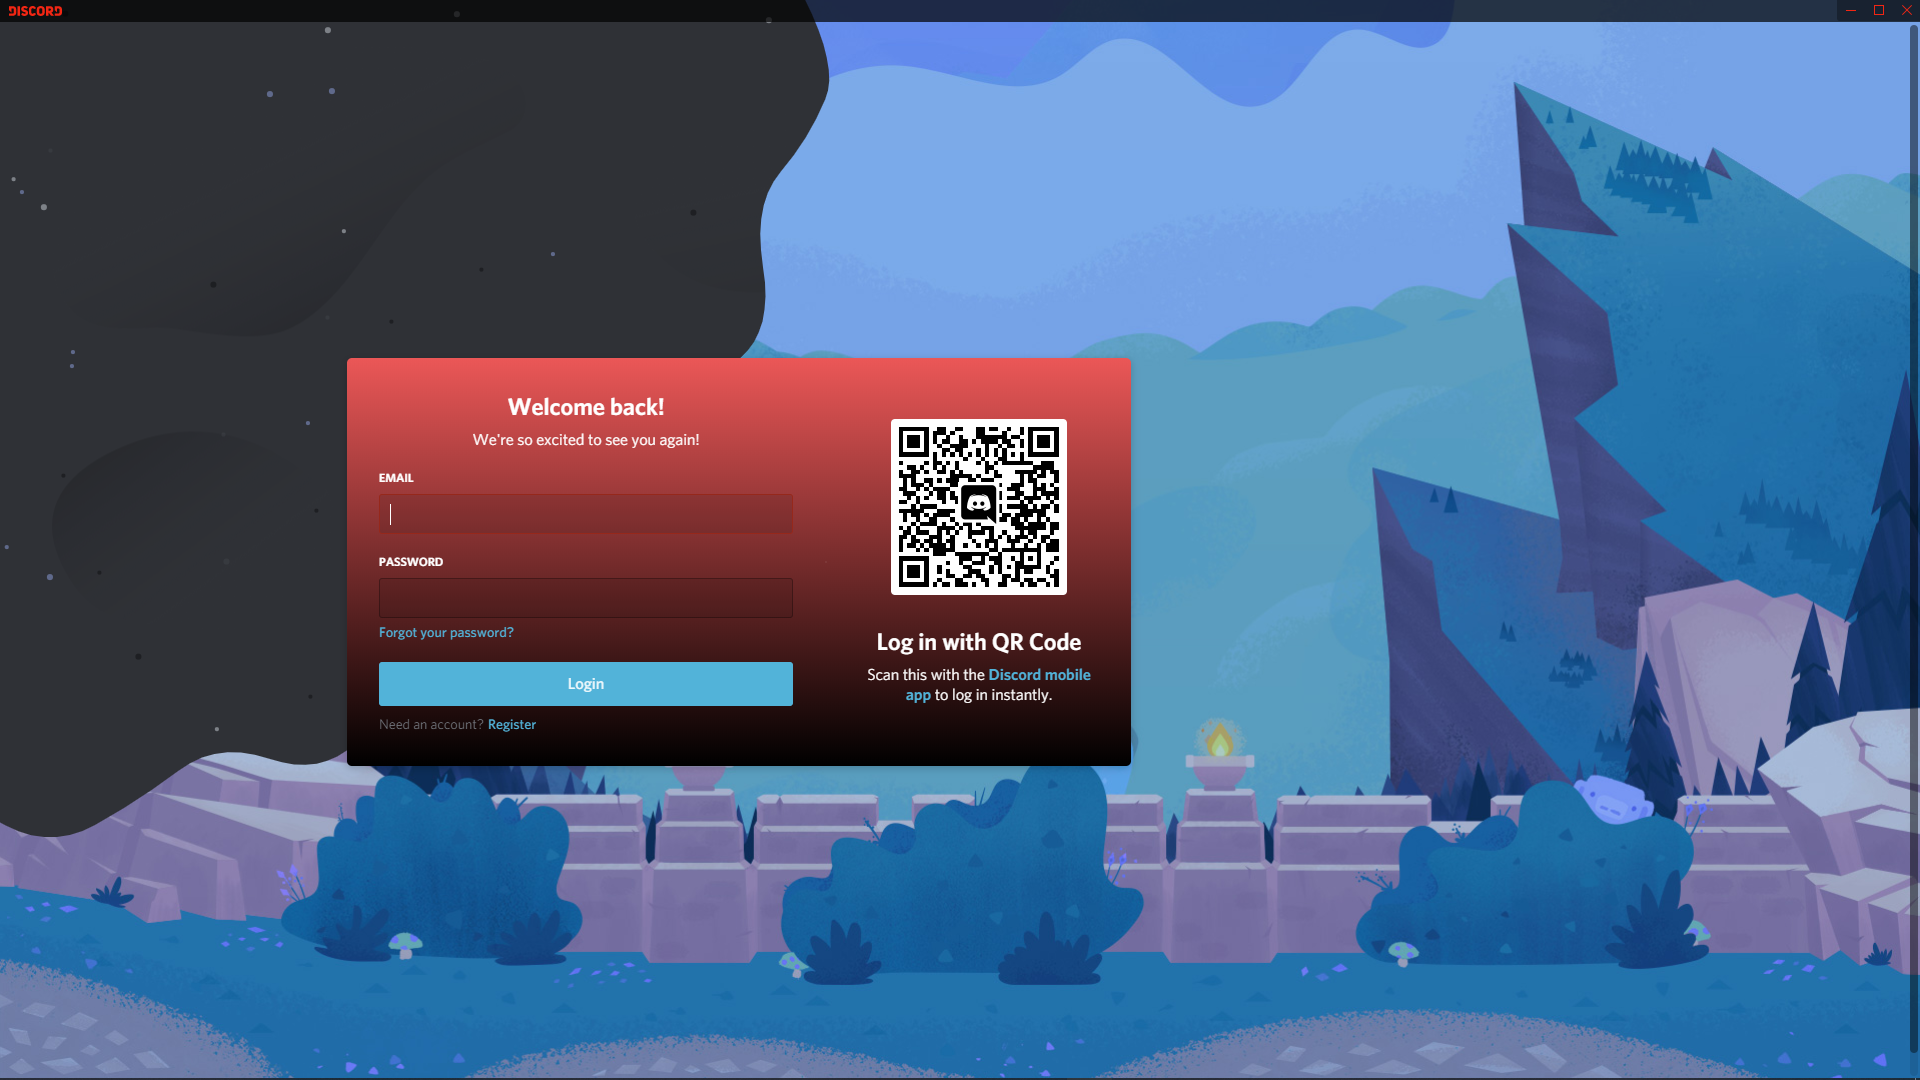 DISCORD
Welcome back!
We're so excited to see you again!
EMAIL
PASSWORD
Forgot your password?
Login
Need an account? Register
Log in with QR Code
Scan this with the Discord mobile
app to log in instantly.